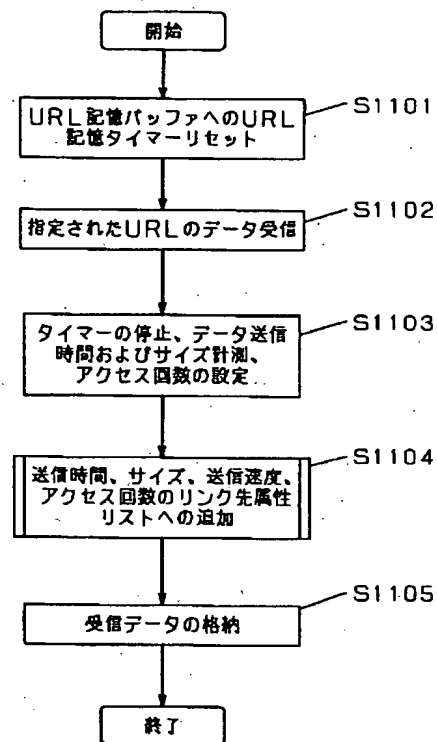 開始
S1101
URL記憶バッファへのURL
記憶タイマーリセット
S1102
指定されたURLのデータ受信
S1103
タイマーの停止、データ送信
時間およびサイズ計測、
アクセス回数の設定
S1104
送信時間、サイズ、送信速度、
アクセス回数のリンク先属性
リストへの追加
S1105
受信データの格納
終了